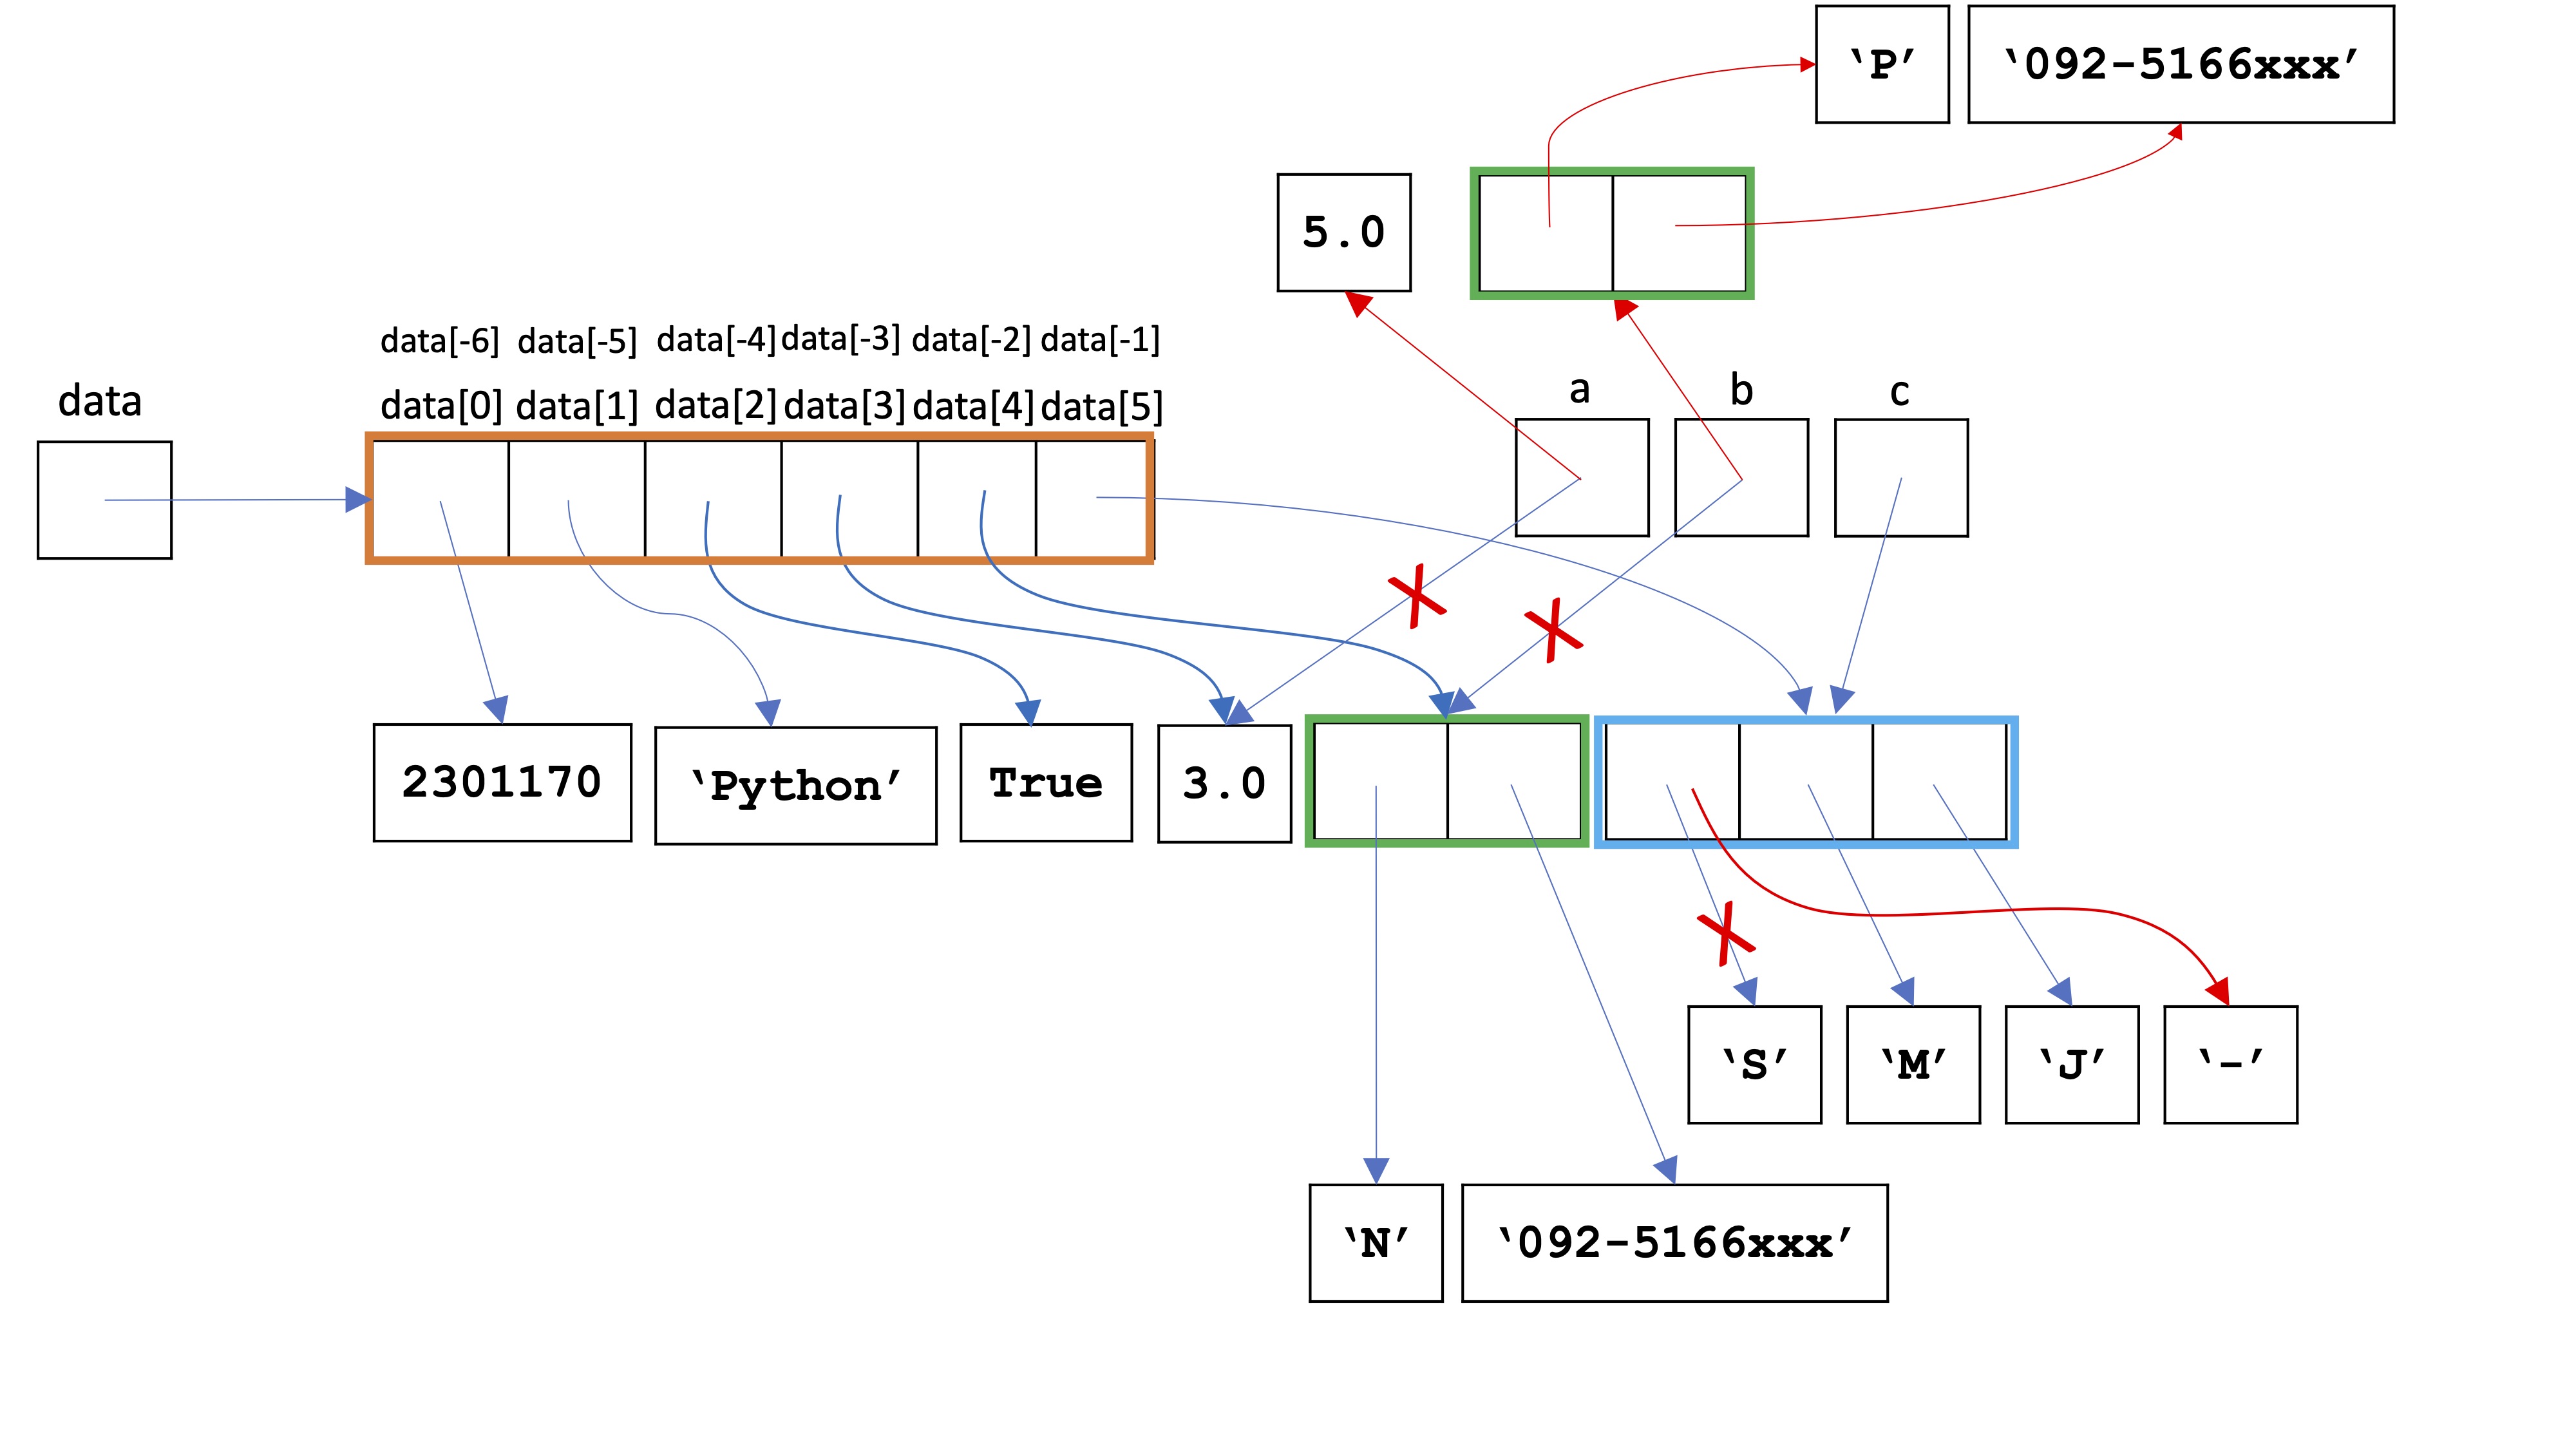 ‘P’ ‘092-5166xxx’
5.0
data[-6] data[-5] data[-4] data[-3] data[-2] data[-1]
data a b c
data[0] data[1] data[2] data[3] data[4] data[5]
2301170 ‘Python’ True 3.0
‘S’ ‘M’ ‘J’ ‘-’
‘N’ ‘092-5166xxx’